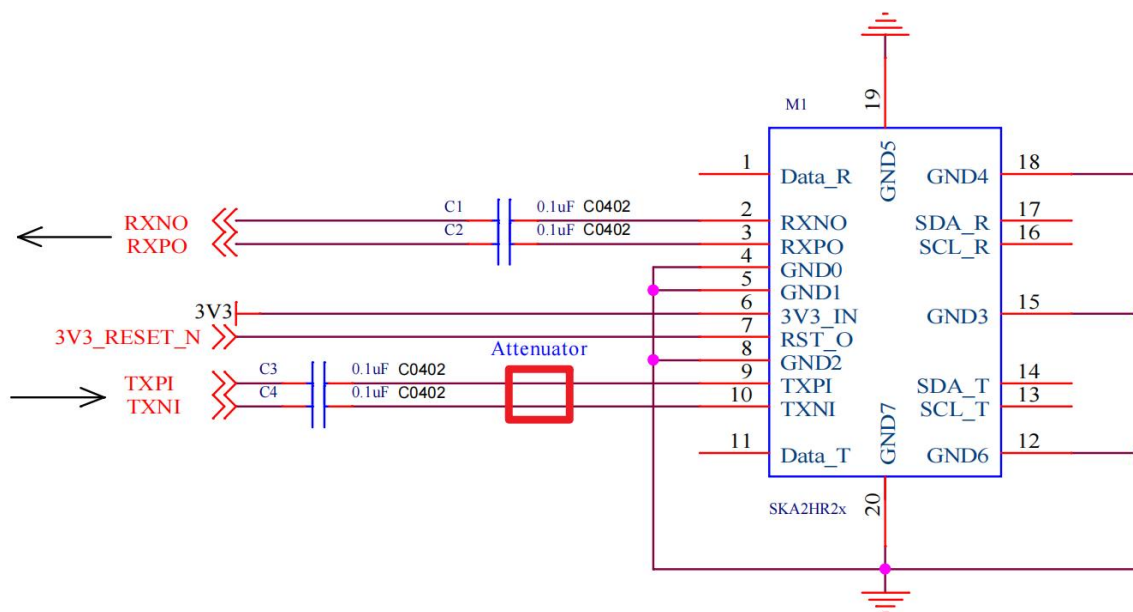 M1
19
GND5
1 Data_R GND4 18
C1 0.1uF C0402 2 RXNO SDA_R 17
RXNO
C2 0.1uF C0402 3 RXPO SCL_R 16
RXPO
4 GND0
5 GND1
3V3 6 3V3_IN GND3 15
3V3_RESET_N 7 RST_O
Attenuator 8 GND2
TXPI C3 0.1uF C0402 9 TXPI SDA_T 14
TXNI C4 0.1uF C0402 10 TXNI SCL_T 13
GND7
11 Data_T GND6 12
SKA2HR2x
20